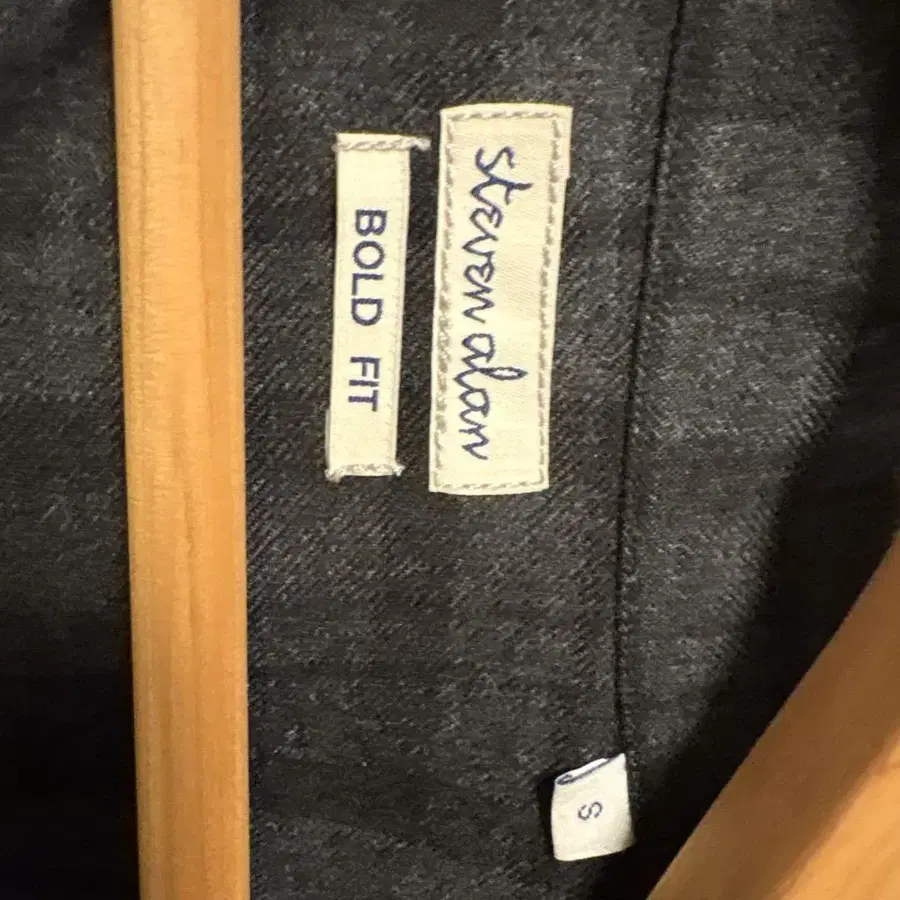 steven alan
BOLD FIT
S